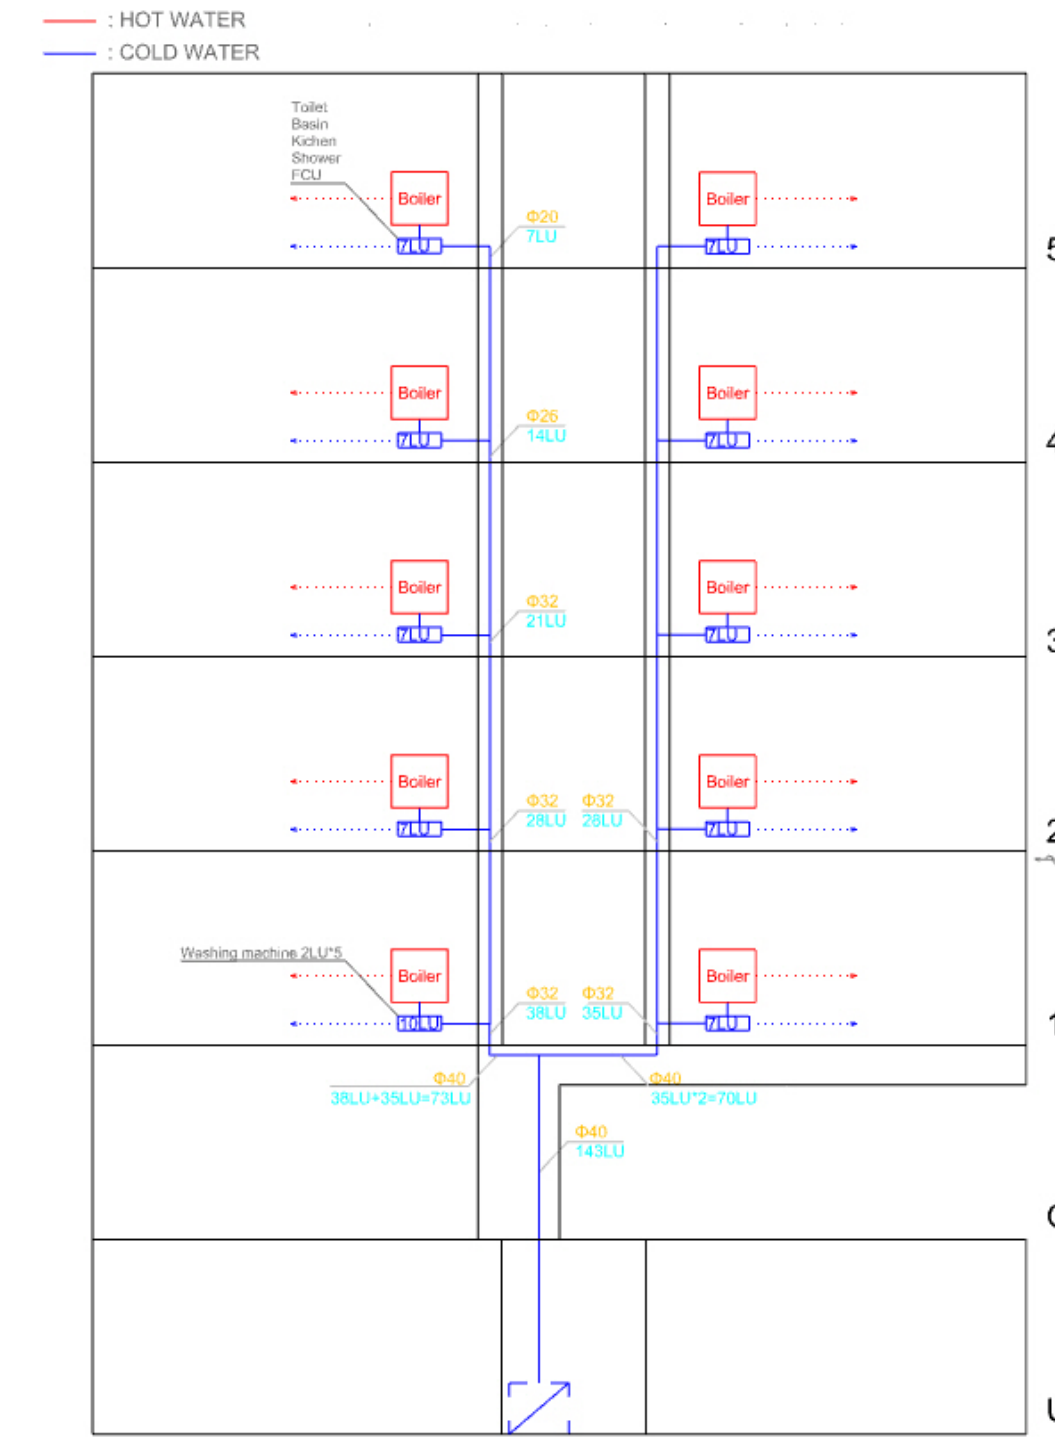 : HOT WATER
: COLD WATER
Toilet
Basin
Kichen
Shower
FCU
Boiler
Boiler
Φ20
7LU
7LU
7LU
5
Boiler
Boiler
Φ26
14LU
7LU
7LU
4
Boiler
Boiler
Φ32
21LU
7LU
7LU
3
Boiler
Boiler
Φ32
28LU
Φ32
28LU
7LU
7LU
2
Washing machine 2LU*5
Boiler
Boiler
Φ32
38LU
Φ32
35LU
10LU
7LU
1
Φ40
38LU+35LU=73LU
Φ40
35LU*2=70LU
Φ40
143LU